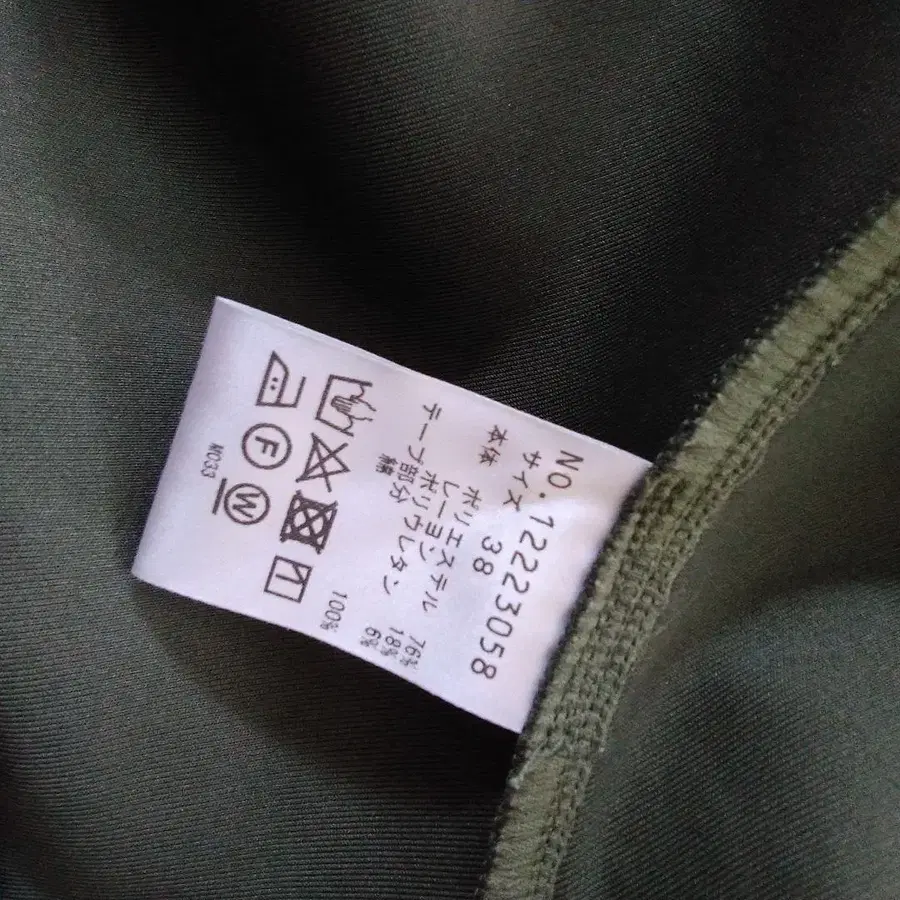 NO. 12223058
サイズ 38
本体 ポリエステル 76%
レーヨン 18%
ポリウレタン 6%
テープ部分
綿 100%
F
W
M033